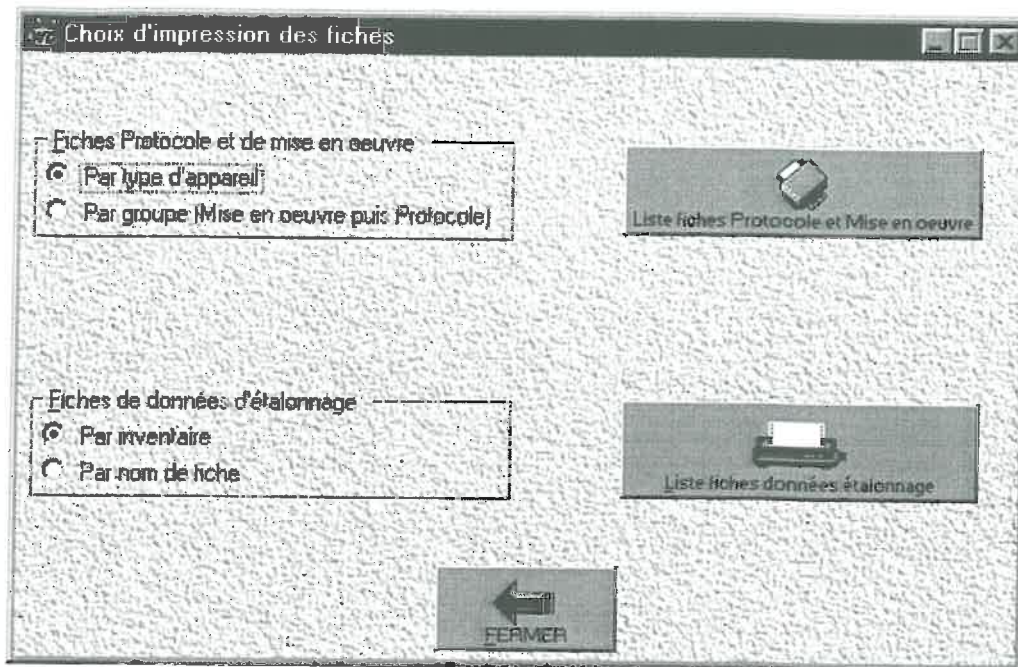 Choix d'impression des fiches
Fiches Protocole et de mise en oeuvre
Par type d'appareil
Par groupe (Mise en oeuvre puis Protocole)
Liste fiches Protocole et Mise en oeuvre
Fiches de données d'étalonnage
Par inventaire
Par nom de fiche
Liste fiches données étalonnage
FERMER